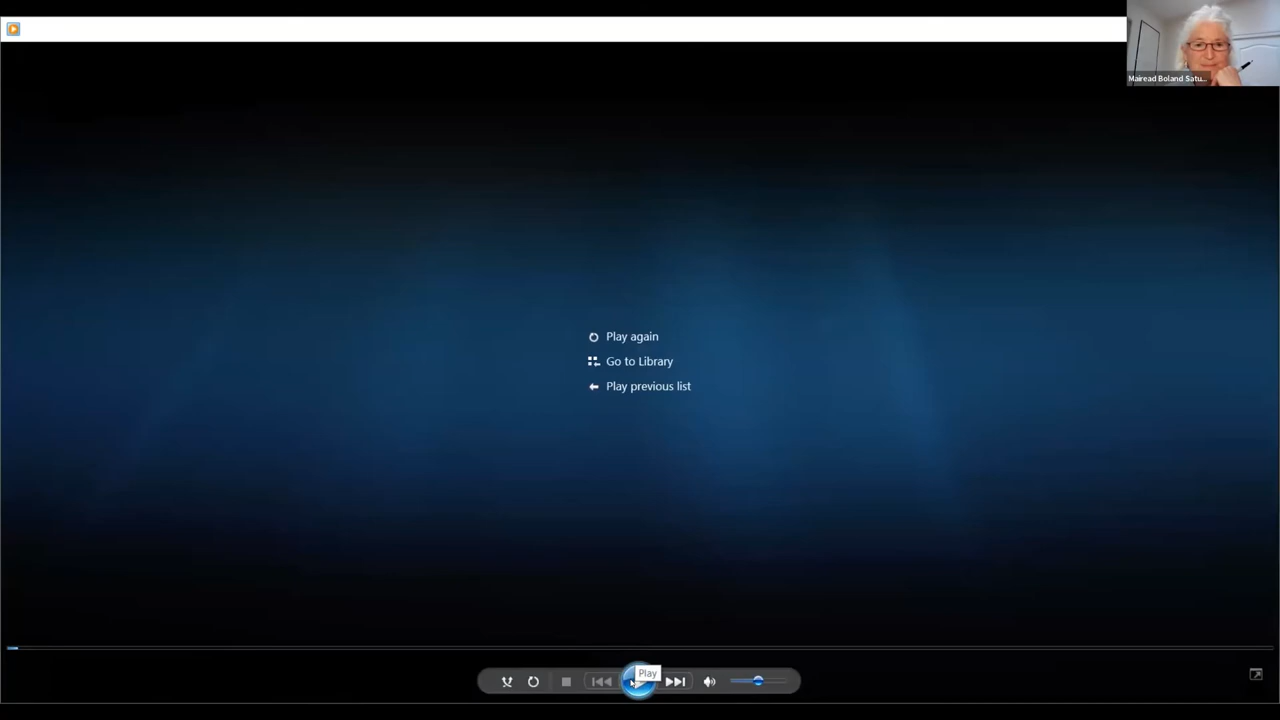 Mairead Boland Satu...
Play again
Go to Library
Play previous list
Play